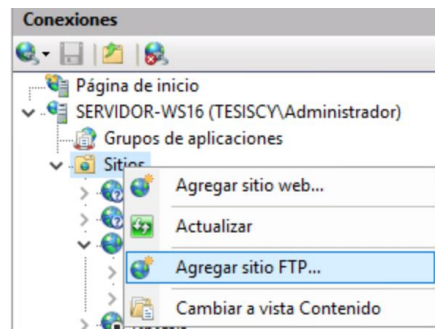 Conexiones
Página de inicio
SERVIDOR-WS16 (TESISCY\Administrador)
Grupos de aplicaciones
Sitios
Agregar sitio web...
Actualizar
Agregar sitio FTP...
Cambiar a vista Contenido